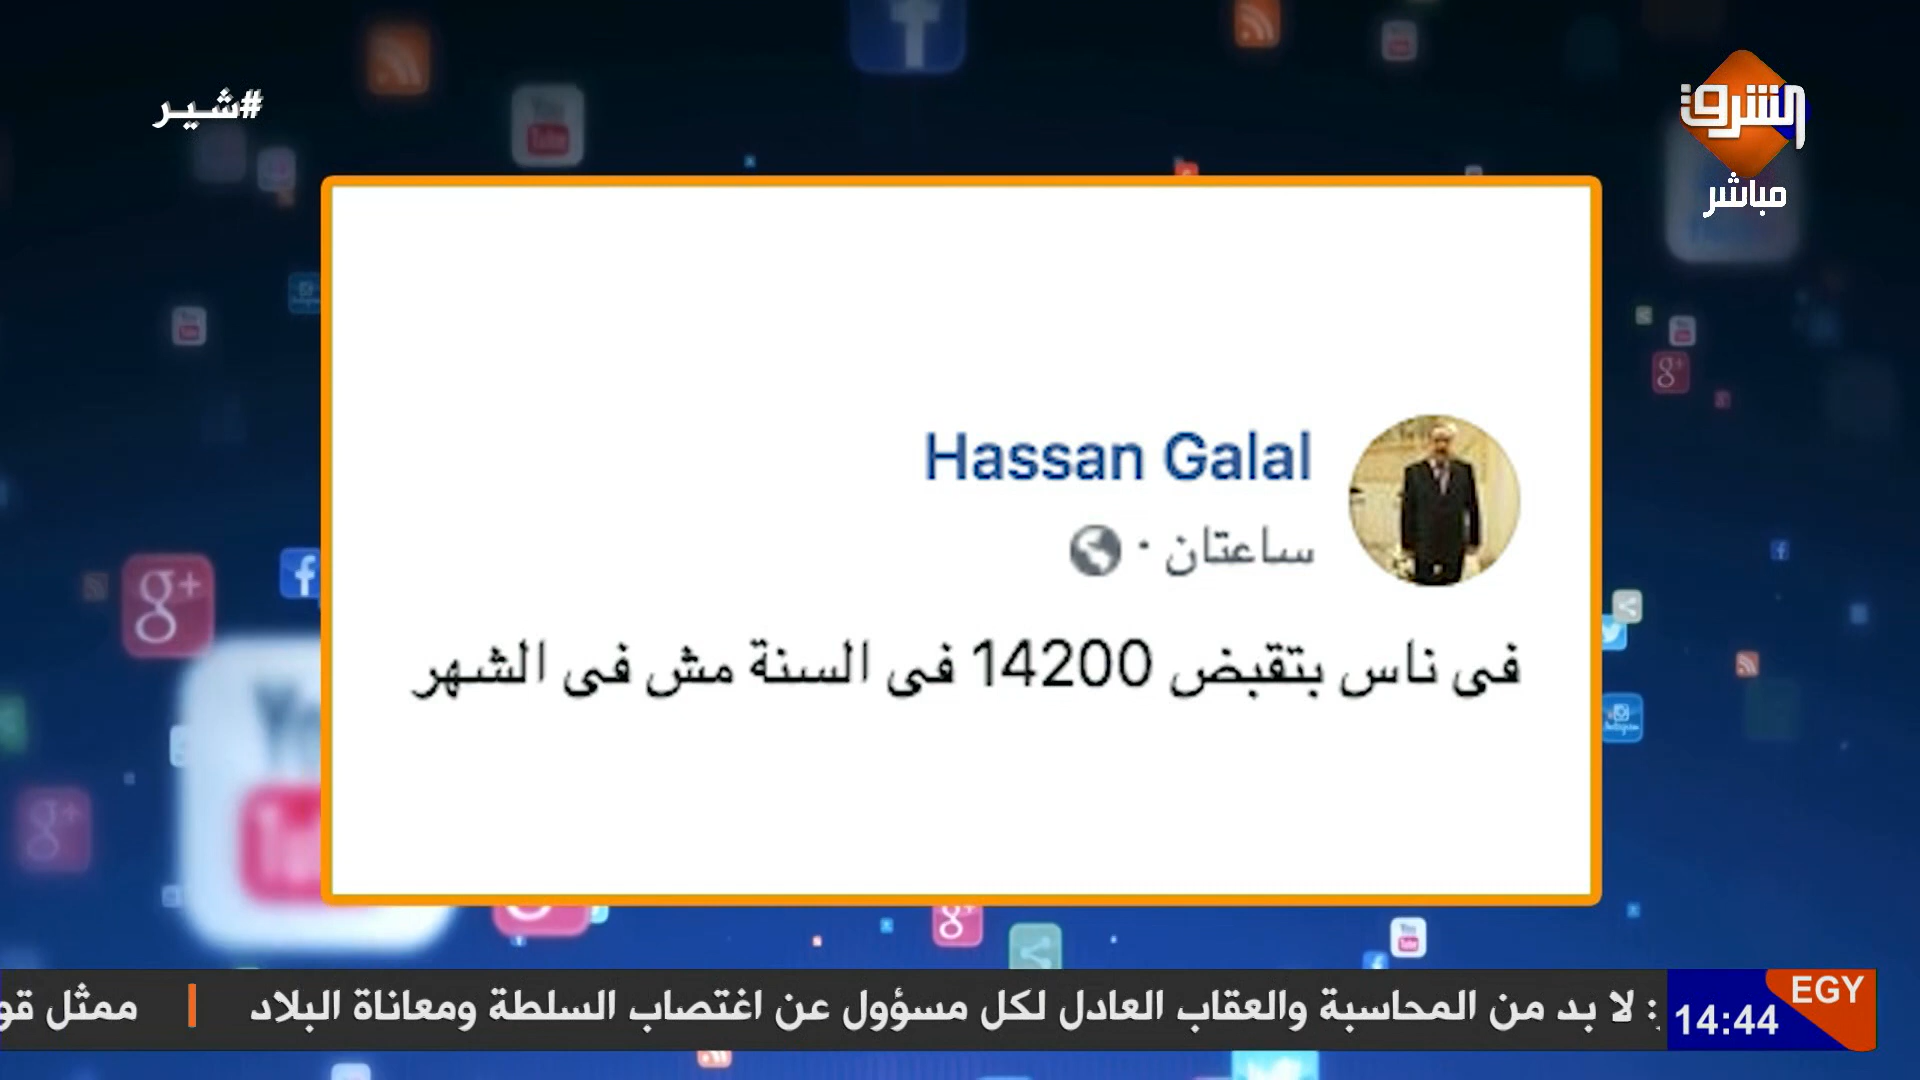 #شير
الشرق
مباشر
Hassan Galal
ساعتان ·
فى ناس بتقبض 14200 فى السنة مش فى الشهر
: لا بد من المحاسبة والعقاب العادل لكل مسؤول عن اغتصاب السلطة ومعاناة البلاد | ممثل
EGY
14:44